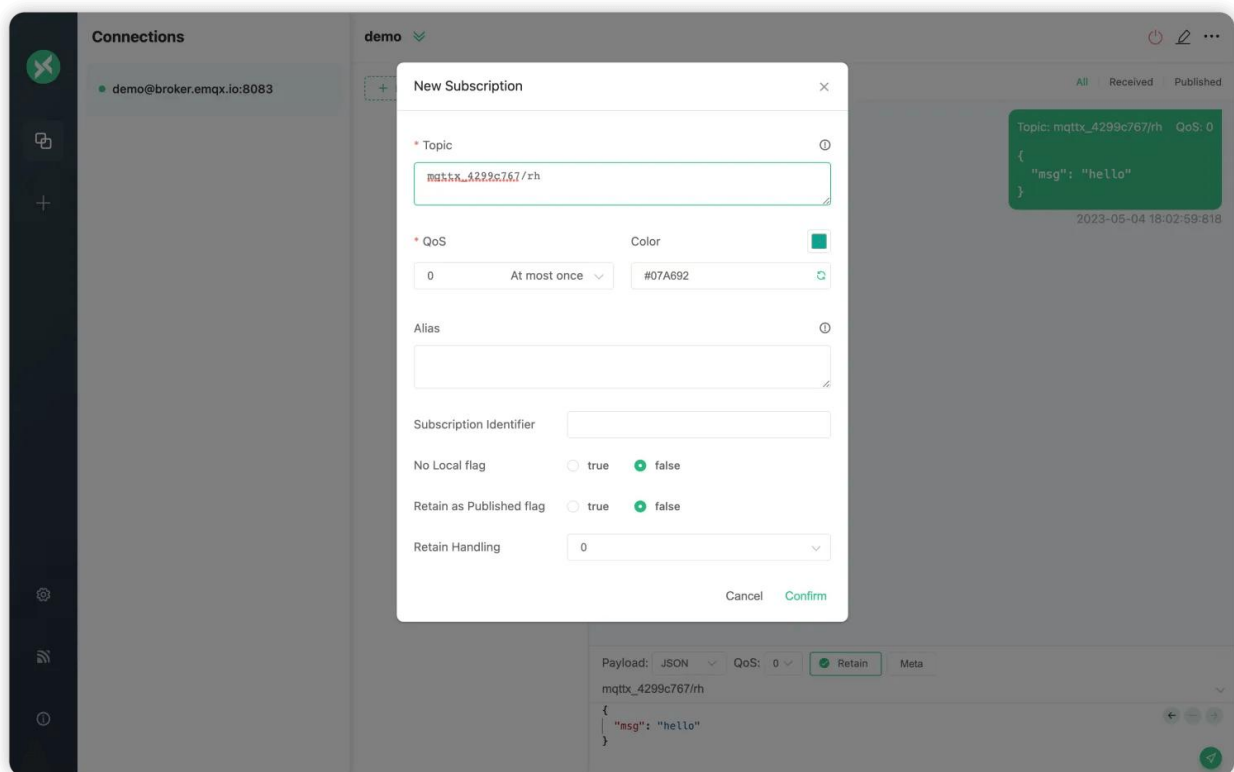 Connections
demo@broker.emqx.io:8083
demo
All Received Published
Topic: mqttx_4299c767/rh QoS: 0
{
"msg": "hello"
}
2023-05-04 18:02:59:818
New Subscription
* Topic
mqttx_4299c767/rh
* QoS Color
0 At most once #07A692
Alias
Subscription Identifier
No Local flag true false
Retain as Published flag true false
Retain Handling 0
Cancel Confirm
Payload: JSON QoS: 0 Retain Meta
mqttx_4299c767/rh
{
"msg": "hello"
}